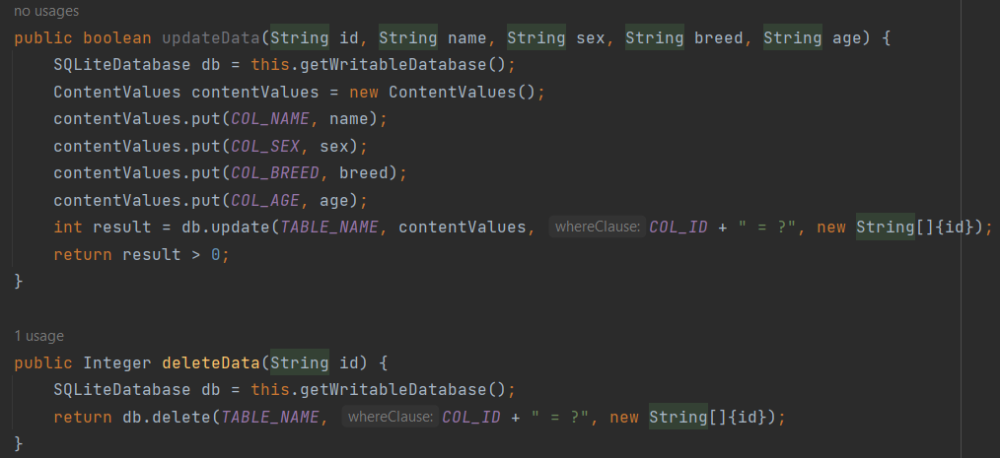 no usages
public boolean updateData(String id, String name, String sex, String breed, String age) {
SQLiteDatabase db = this.getWritableDatabase();
ContentValues contentValues = new ContentValues();
contentValues.put(COL_NAME, name);
contentValues.put(COL_SEX, sex);
contentValues.put(COL_BREED, breed);
contentValues.put(COL_AGE, age);
int result = db.update(TABLE_NAME, contentValues, whereClause: COL_ID + " = ?", new String[]{id});
return result > 0;
}
1 usage
public Integer deleteData(String id) {
SQLiteDatabase db = this.getWritableDatabase();
return db.delete(TABLE_NAME, whereClause: COL_ID + " = ?", new String[]{id});
}